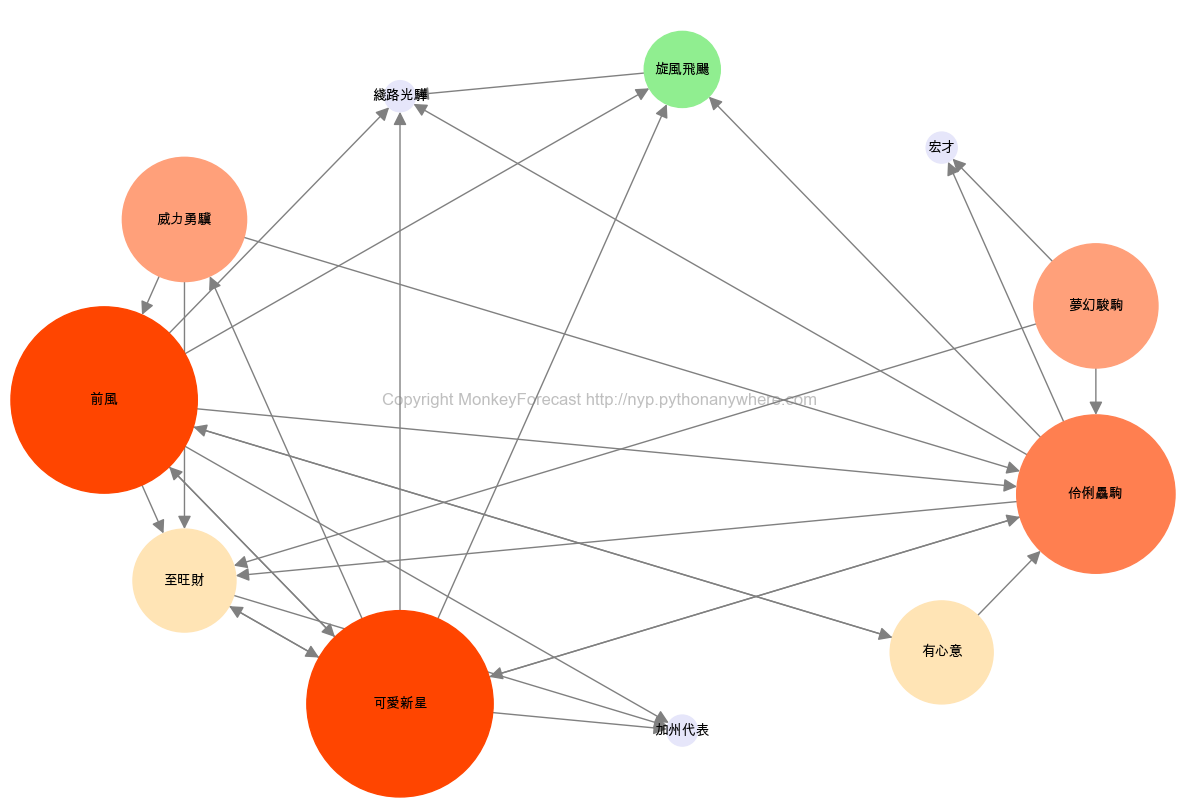 旋風飛颺
綫路光驊
宏才
威力勇驥
夢幻駿駒
前風
Copyright MonkeyForecast http://nyp.pythonanywhere.com
伶俐驫駒
至旺財
有心意
可愛新星
加州代表